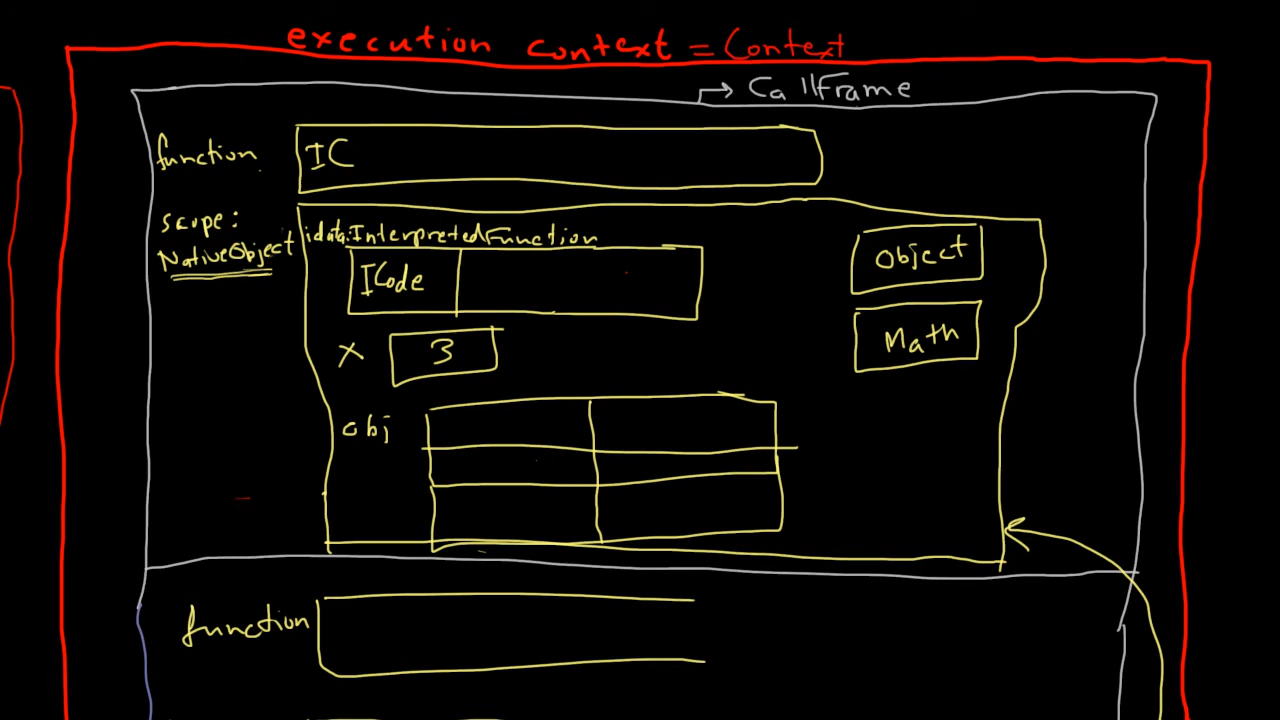 execution context = Context
→ CallFrame
function IC
scope:
NativeObject
idata:InterpretedFunction
Object
ICode
Math
x 3
obj
function